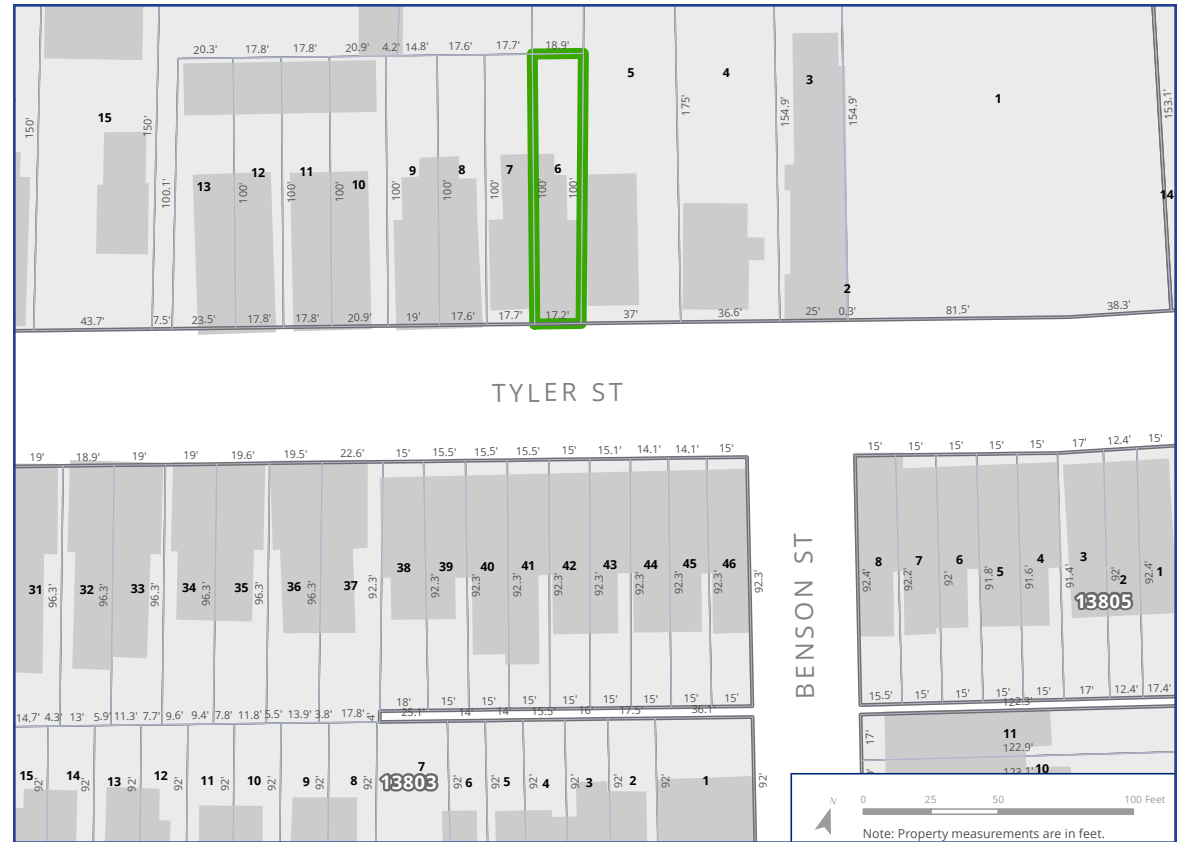 20.3' 17.8' 17.8' 20.9' 4.2' 14.8' 17.6' 17.7' 18.9'
5 4 3 1
150' 15 150' 175' 154.9' 154.9' 153.1'
13 12 11 10 9 8 7 6 14
100.1' 100' 100' 100' 100' 100' 100' 100' 100'
2
43.7' 7.5' 23.5' 17.8' 17.8' 20.9' 19' 17.6' 17.7' 17.2' 37' 36.6' 25' 0.3' 81.5' 38.3'
TYLER ST
19' 18.9' 19' 19' 19.6' 19.5' 22.6' 15' 15.5' 15.5' 15.5' 15' 15.1' 14.1' 14.1' 15' 15' 15' 15' 15' 15' 17' 12.4' 15'
BENSON ST
31 32 33 34 35 36 37 38 39 40 41 42 43 44 45 46 8 7 6 5 4 3 2 1
96.3' 96.3' 96.3' 96.3' 96.3' 96.3' 92.3' 92.3' 92.3' 92.3' 92.3' 92.3' 92.3' 92.3' 92.3' 92.4' 92.2' 92' 91.8' 91.6' 91.4' 92' 92.4'
13805
18' 15' 15' 15' 15' 15' 15' 15' 15' 15.5' 15' 15' 15' 15' 17' 12.4' 17.4'
14.7' 4.3' 13' 5.9' 11.3' 7.7' 9.6' 9.4' 7.8' 11.8' 5.5' 13.9' 3.8' 17.8' 4' 25.1' 14' 14' 15.5' 16' 17.5' 36.1' 122.3'
17' 11
122.9'
15 14 13 12 11 10 9 8 7 6 5 4 3 2 1
92' 92' 92' 92' 92' 92' 92' 92' 92' 92' 92' 92' 92' 92'
13803
123.1' 10
N
0 25 50 100 Feet
Note: Property measurements are in feet.